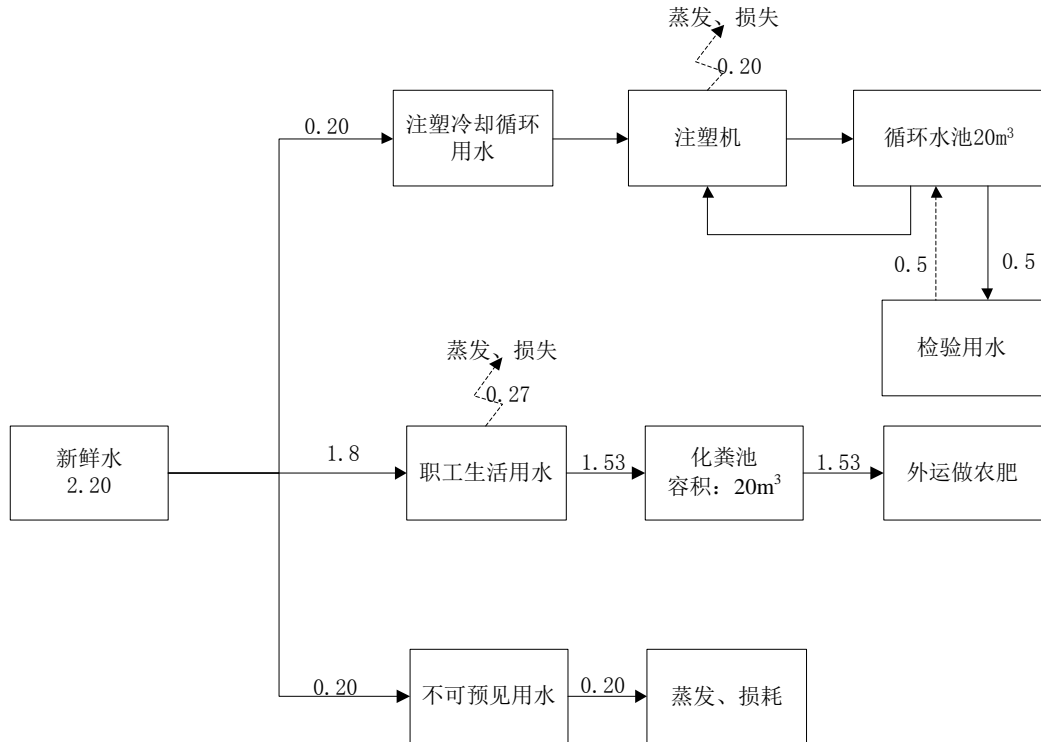 蒸发、损失
0.20
0.20
注塑冷却循环
用水
注塑机
循环水池20m³
0.5
0.5
检验用水
蒸发、损失
0.27
新鲜水
2.20
1.8
职工生活用水
1.53
化粪池
容积：20m³
1.53
外运做农肥
0.20
不可预见用水
0.20
蒸发、损耗